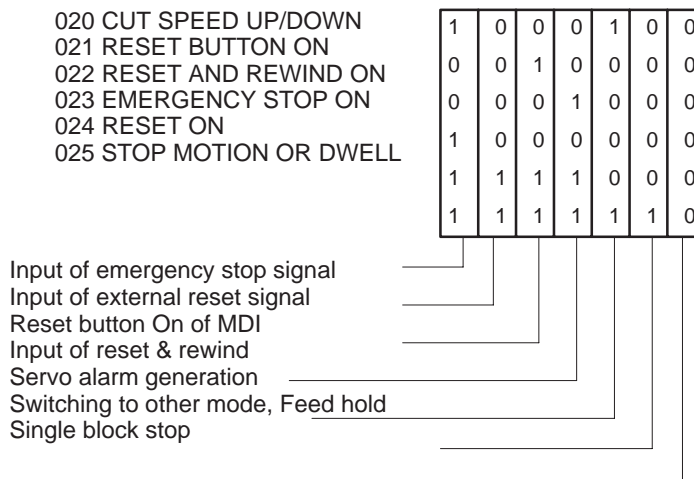 020 CUT SPEED UP/DOWN
021 RESET BUTTON ON
022 RESET AND REWIND ON
023 EMERGENCY STOP ON
024 RESET ON
025 STOP MOTION OR DWELL
1 0 0 0 1 0 0
0 0 1 0 0 0 0
0 0 0 1 0 0 0
1 0 0 0 0 0 0
1 1 1 1 0 0 0
1 1 1 1 1 1 0
Input of emergency stop signal
Input of external reset signal
Reset button On of MDI
Input of reset & rewind
Servo alarm generation
Switching to other mode, Feed hold
Single block stop